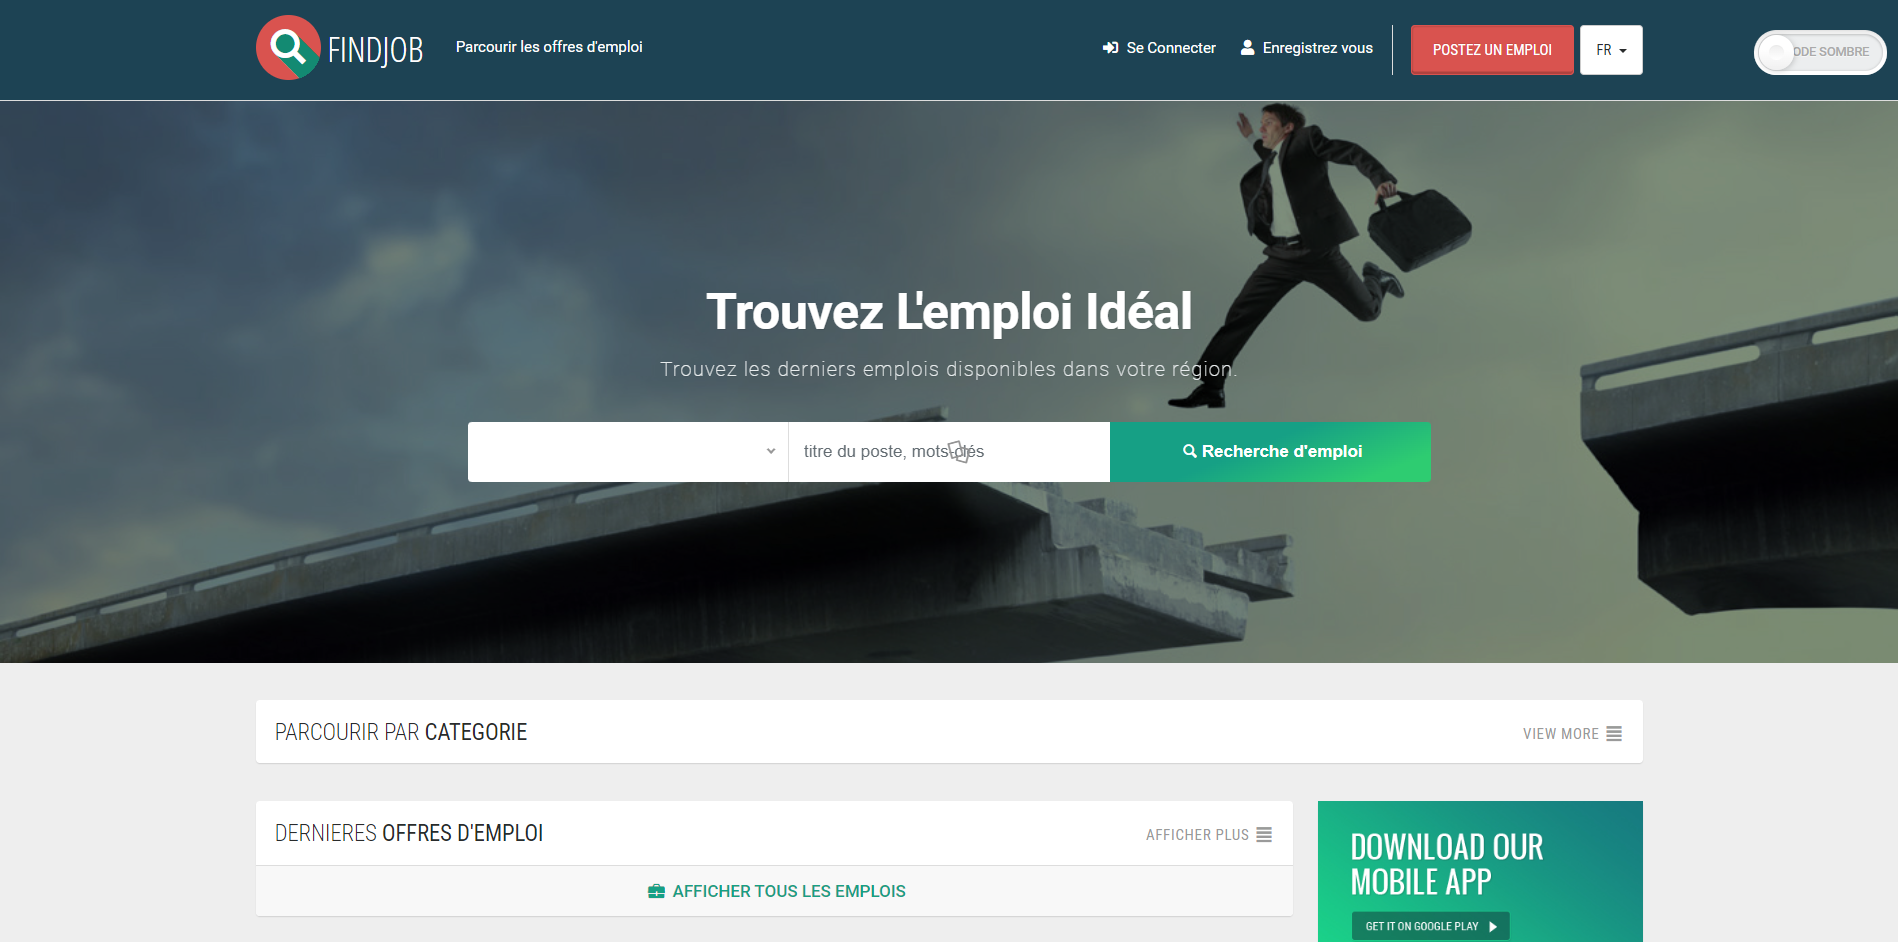 FINDJOB
Parcourir les offres d'emploi
Se Connecter
Enregistrez vous
POSTEZ UN EMPLOI
FR
ODE SOMBRE
Trouvez L'emploi Idéal
Trouvez les derniers emplois disponibles dans votre région.
titre du poste, mots-clés
Recherche d'emploi
PARCOURIR PAR CATEGORIE
VIEW MORE
DERNIERES OFFRES D'EMPLOI
AFFICHER PLUS
AFFICHER TOUS LES EMPLOIS
DOWNLOAD OUR
MOBILE APP
GET IT ON GOOGLE PLAY